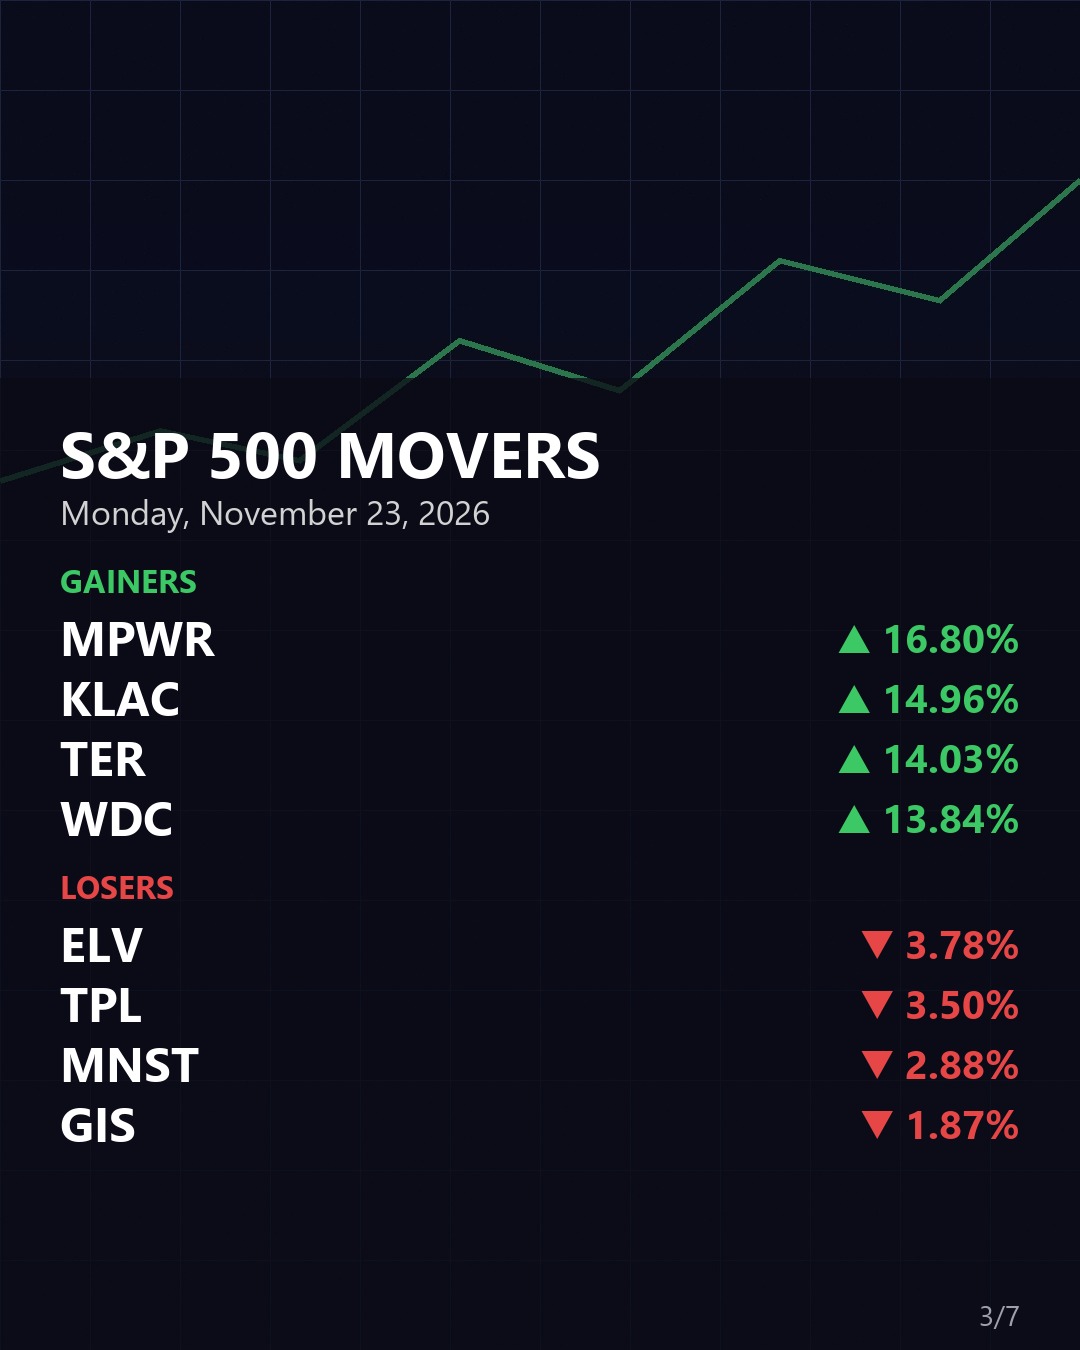 S&P 500 MOVERS
Monday, November 23, 2026
GAINERS
MPWR ▲ 16.80%
KLAC ▲ 14.96%
TER ▲ 14.03%
WDC ▲ 13.84%
LOSERS
ELV ▼ 3.78%
TPL ▼ 3.50%
MNST ▼ 2.88%
GIS ▼ 1.87%
3/7